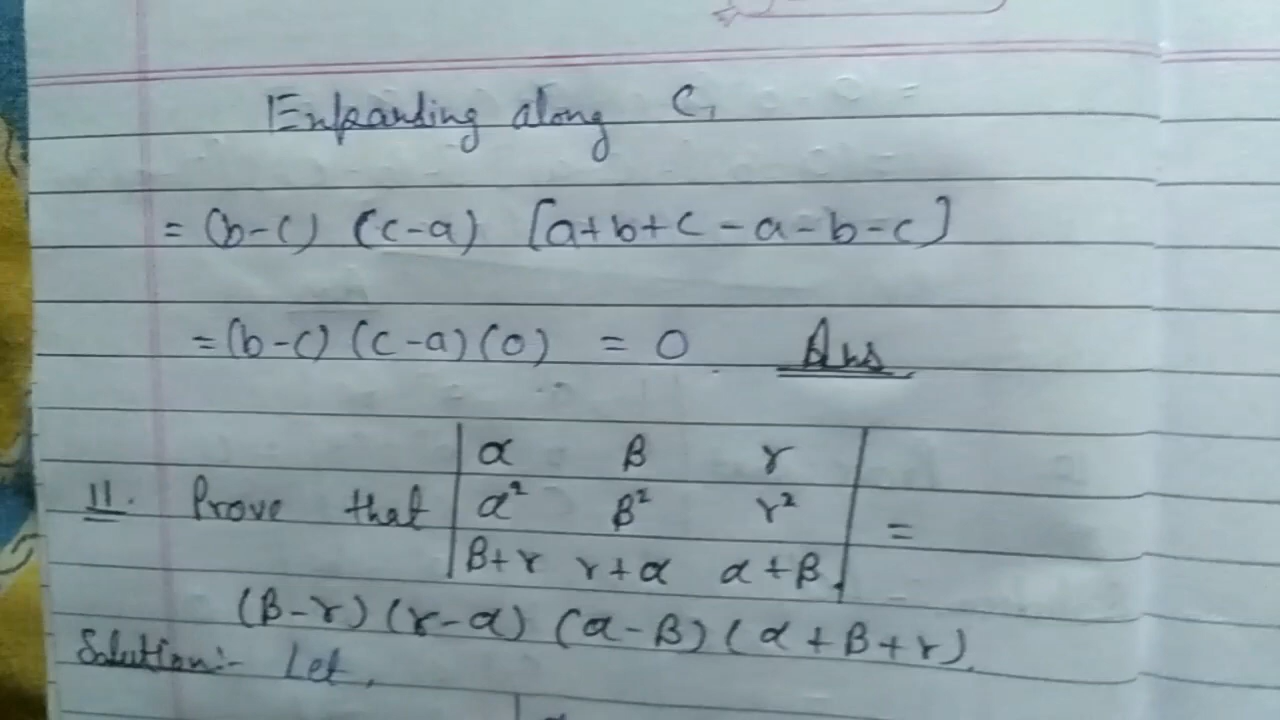 Expanding along C₁
= (b-c) (c-a) [a+b+c-a-b-c]
= (b-c) (c-a) (0) = 0 Ans
| α β γ |
11. Prove that | α² β² γ² | =
| β+γ γ+α α+β |
(β-γ) (γ-α) (α-β) (α+β+γ).
Solution:- Let,